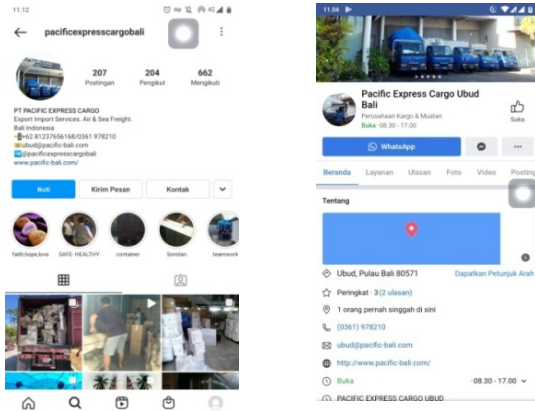 11.12
4G
pacificexpresscargobali
207
Postingan
204
Pengikut
662
Mengikuti
PT PACIFIC EXPRESS CARGO
Export Import Services. Air & Sea Freight.
Bali Indonesia
+62 81237656168/0361 978210
ubud@pacific-bali.com
@pacificexpresscargobali
www.pacific-bali.com/
Ikuti
Kirim Pesan
Kontak
faith,hope,love
SAFE- HEALTHY
container
Sorotan
teamwork
11.04
Pacific Express Cargo Ubud
Bali
Perusahaan Kargo & Muatan
Buka · 08.30 - 17.00
Suka
WhatsApp
Beranda
Layanan
Ulasan
Foto
Video
Posting
Tentang
Ubud, Pulau Bali 80571
Dapatkan Petunjuk Arah
Peringkat · 3 (2 ulasan)
1 orang pernah singgah di sini
(0361) 978210
ubud@pacific-bali.com
http://www.pacific-bali.com/
Buka
·08.30 - 17.00
PACIFIC EXPRESS CARGO UBUD